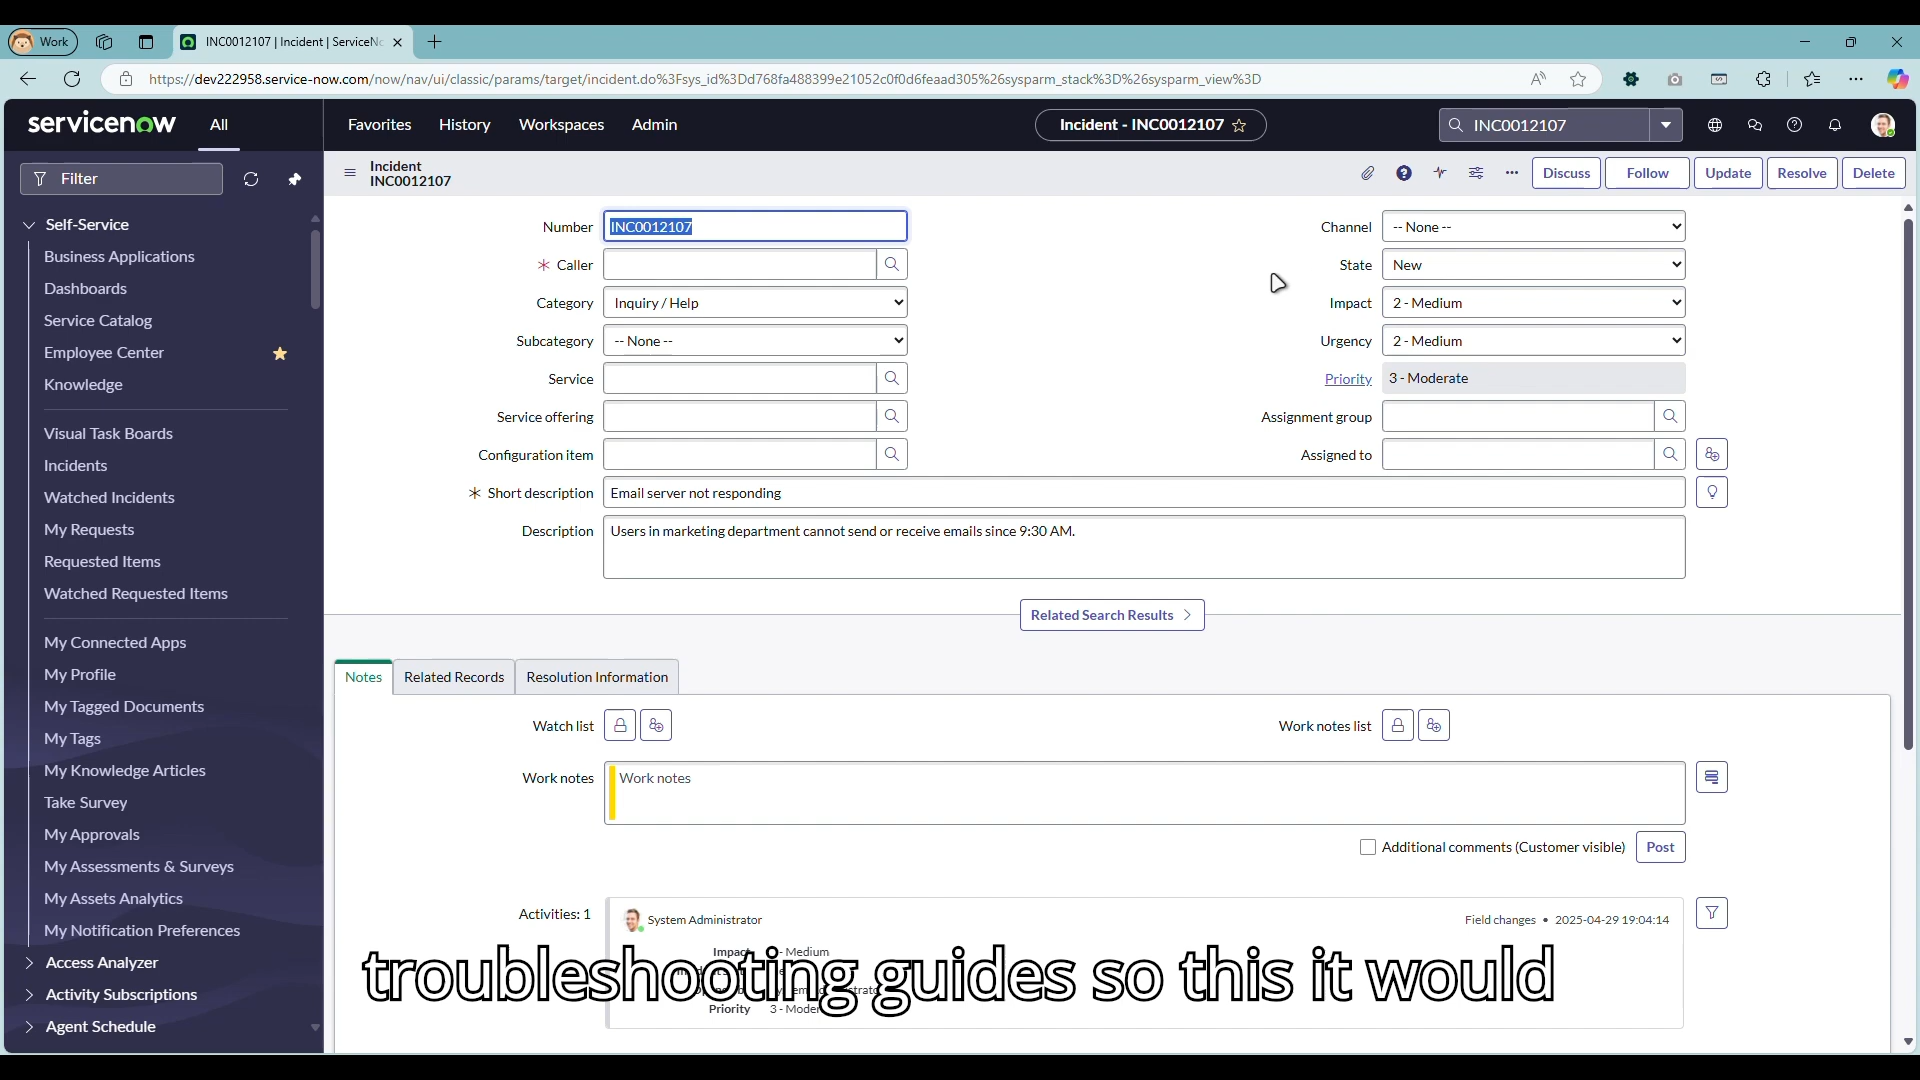 Work
INC0012107 | Incident | ServiceNo
https://dev222958.service-now.com/now/nav/ui/classic/params/target/incident.do%3Fsys_id%3Dd768fa488399e21052c0f0d6feaad305%26sysparm_stack%3D%26sysparm_view%3D
servicenow
All
Favorites
History
Workspaces
Admin
Incident - INC0012107
INC0012107
Filter
Incident
INC0012107
Discuss
Follow
Update
Resolve
Delete
Self-Service
Business Applications
Dashboards
Service Catalog
Employee Center
Knowledge
Visual Task Boards
Incidents
Watched Incidents
My Requests
Requested Items
Watched Requested Items
My Connected Apps
My Profile
My Tagged Documents
My Tags
My Knowledge Articles
Take Survey
My Approvals
My Assessments & Surveys
My Assets Analytics
My Notification Preferences
Access Analyzer
Activity Subscriptions
Agent Schedule
Number INC0012107
Caller
Category Inquiry / Help
Subcategory -- None --
Service
Service offering
Configuration item
Channel -- None --
State New
Impact 2 - Medium
Urgency 2 - Medium
Priority 3 - Moderate
Assignment group
Assigned to
Short description Email server not responding
Description Users in marketing department cannot send or receive emails since 9:30 AM.
Related Search Results
Notes
Related Records
Resolution Information
Watch list
Work notes list
Work notes Work notes
Additional comments (Customer visible) Post
Activities: 1
System Administrator
Field changes • 2025-04-29 19:04:14
Impact - Medium
Priority 3 - Moder
troubleshooting guides so this it would